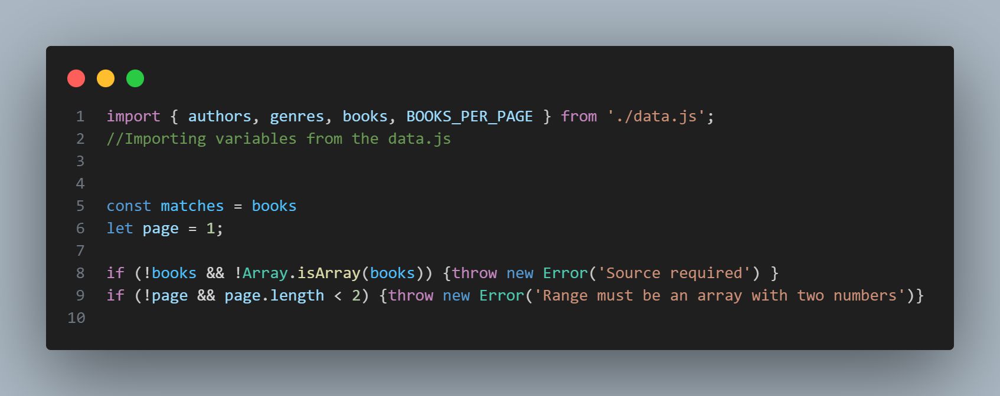 1 import { authors, genres, books, BOOKS_PER_PAGE } from './data.js';
2 //Importing variables from the data.js
3
4
5 const matches = books
6 let page = 1;
7
8 if (!books && !Array.isArray(books)) {throw new Error('Source required') }
9 if (!page && page.length < 2) {throw new Error('Range must be an array with two numbers')}
10